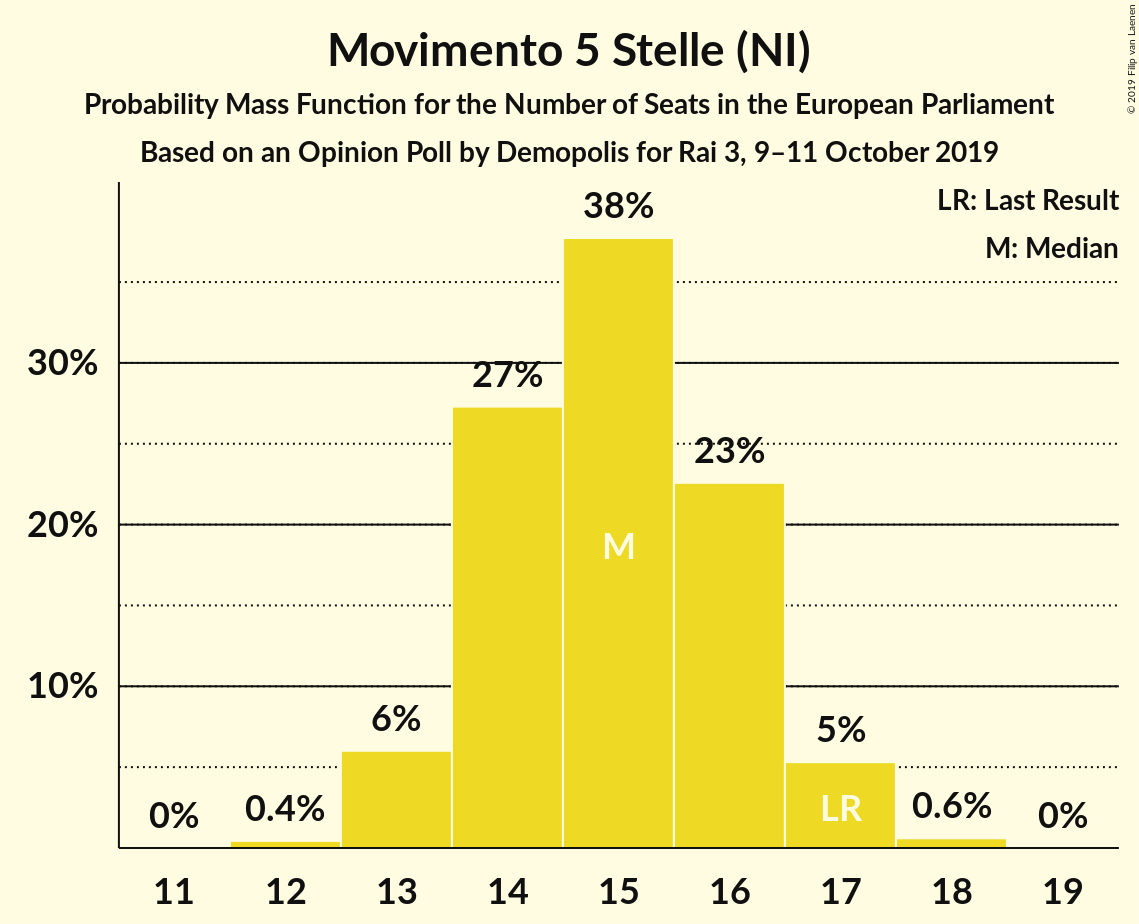 Movimento 5 Stelle (NI)
Probability Mass Function for the Number of Seats in the European Parliament
Based on an Opinion Poll by Demopolis for Rai 3, 9–11 October 2019
© 2019 Filip van Laenen
LR: Last Result
M: Median
38%
30%
27%
23%
20%
M
10%
6%
5%
0%
0.4%
LR
0.6%
0%
11 12 13 14 15 16 17 18 19